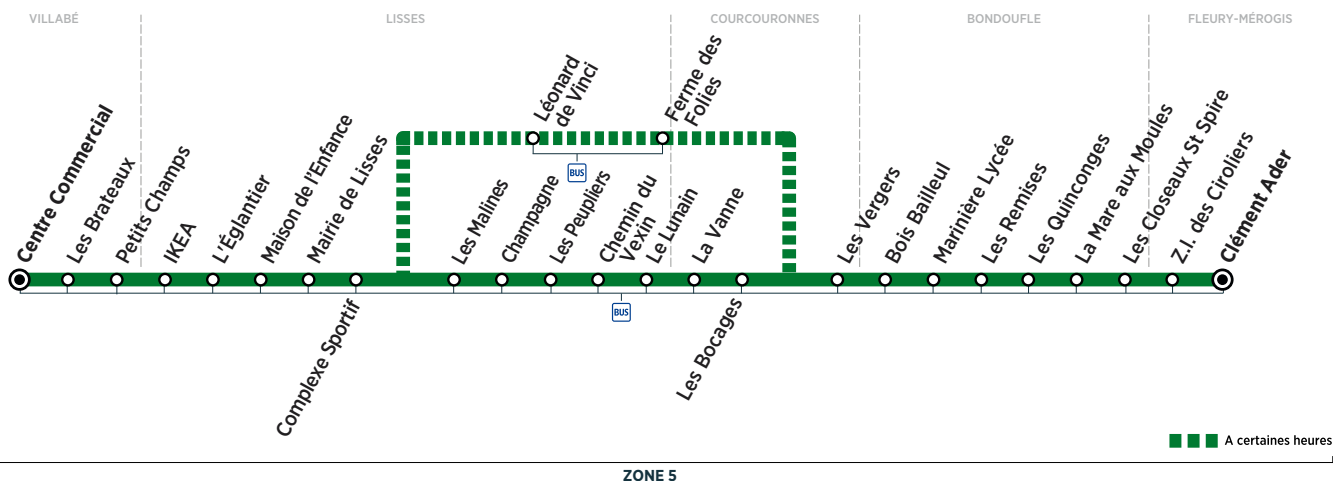 VILLABÉ
LISSES
COURCOURONNES
BONDOUFLE
FLEURY-MÉROGIS
Centre Commercial
Les Brateaux
Petits Champs
IKEA
L'Églantier
Maison de l'Enfance
Mairie de Lisses
Complexe Sportif
Léonard
de Vinci
Ferme des
Folies
BUS
Les Malines
Champagne
Les Peupliers
Chemin du
Vexin
Le Lunain
La Vanne
Les Bocages
Les Vergers
Bois Bailleul
Marinière Lycée
Les Remises
Les Quinconges
La Mare aux Moules
Les Closeaux St Spire
Z.I. des Ciroliers
Clément Ader
BUS
A certaines heures
ZONE 5